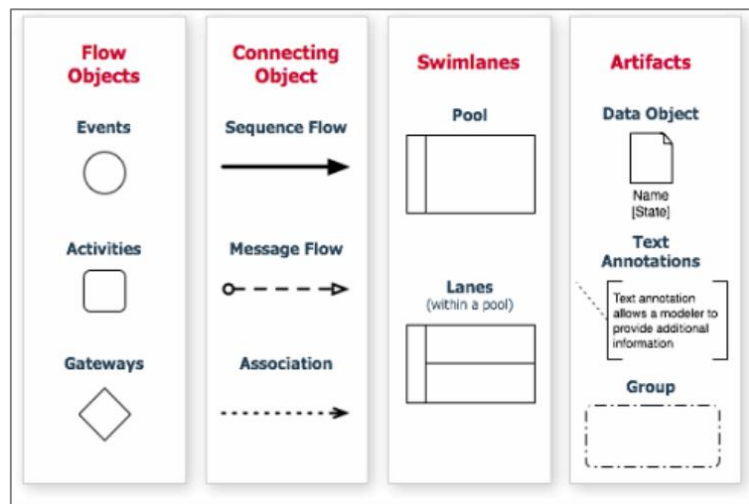 Flow
Objects
Events
Activities
Gateways
Connecting
Object
Sequence Flow
Message Flow
Association
Swimlanes
Pool
Lanes
(within a pool)
Artifacts
Data Object
Name
[State]
Text
Annotations
Text annotation
allows a modeler to
provide additional
information
Group